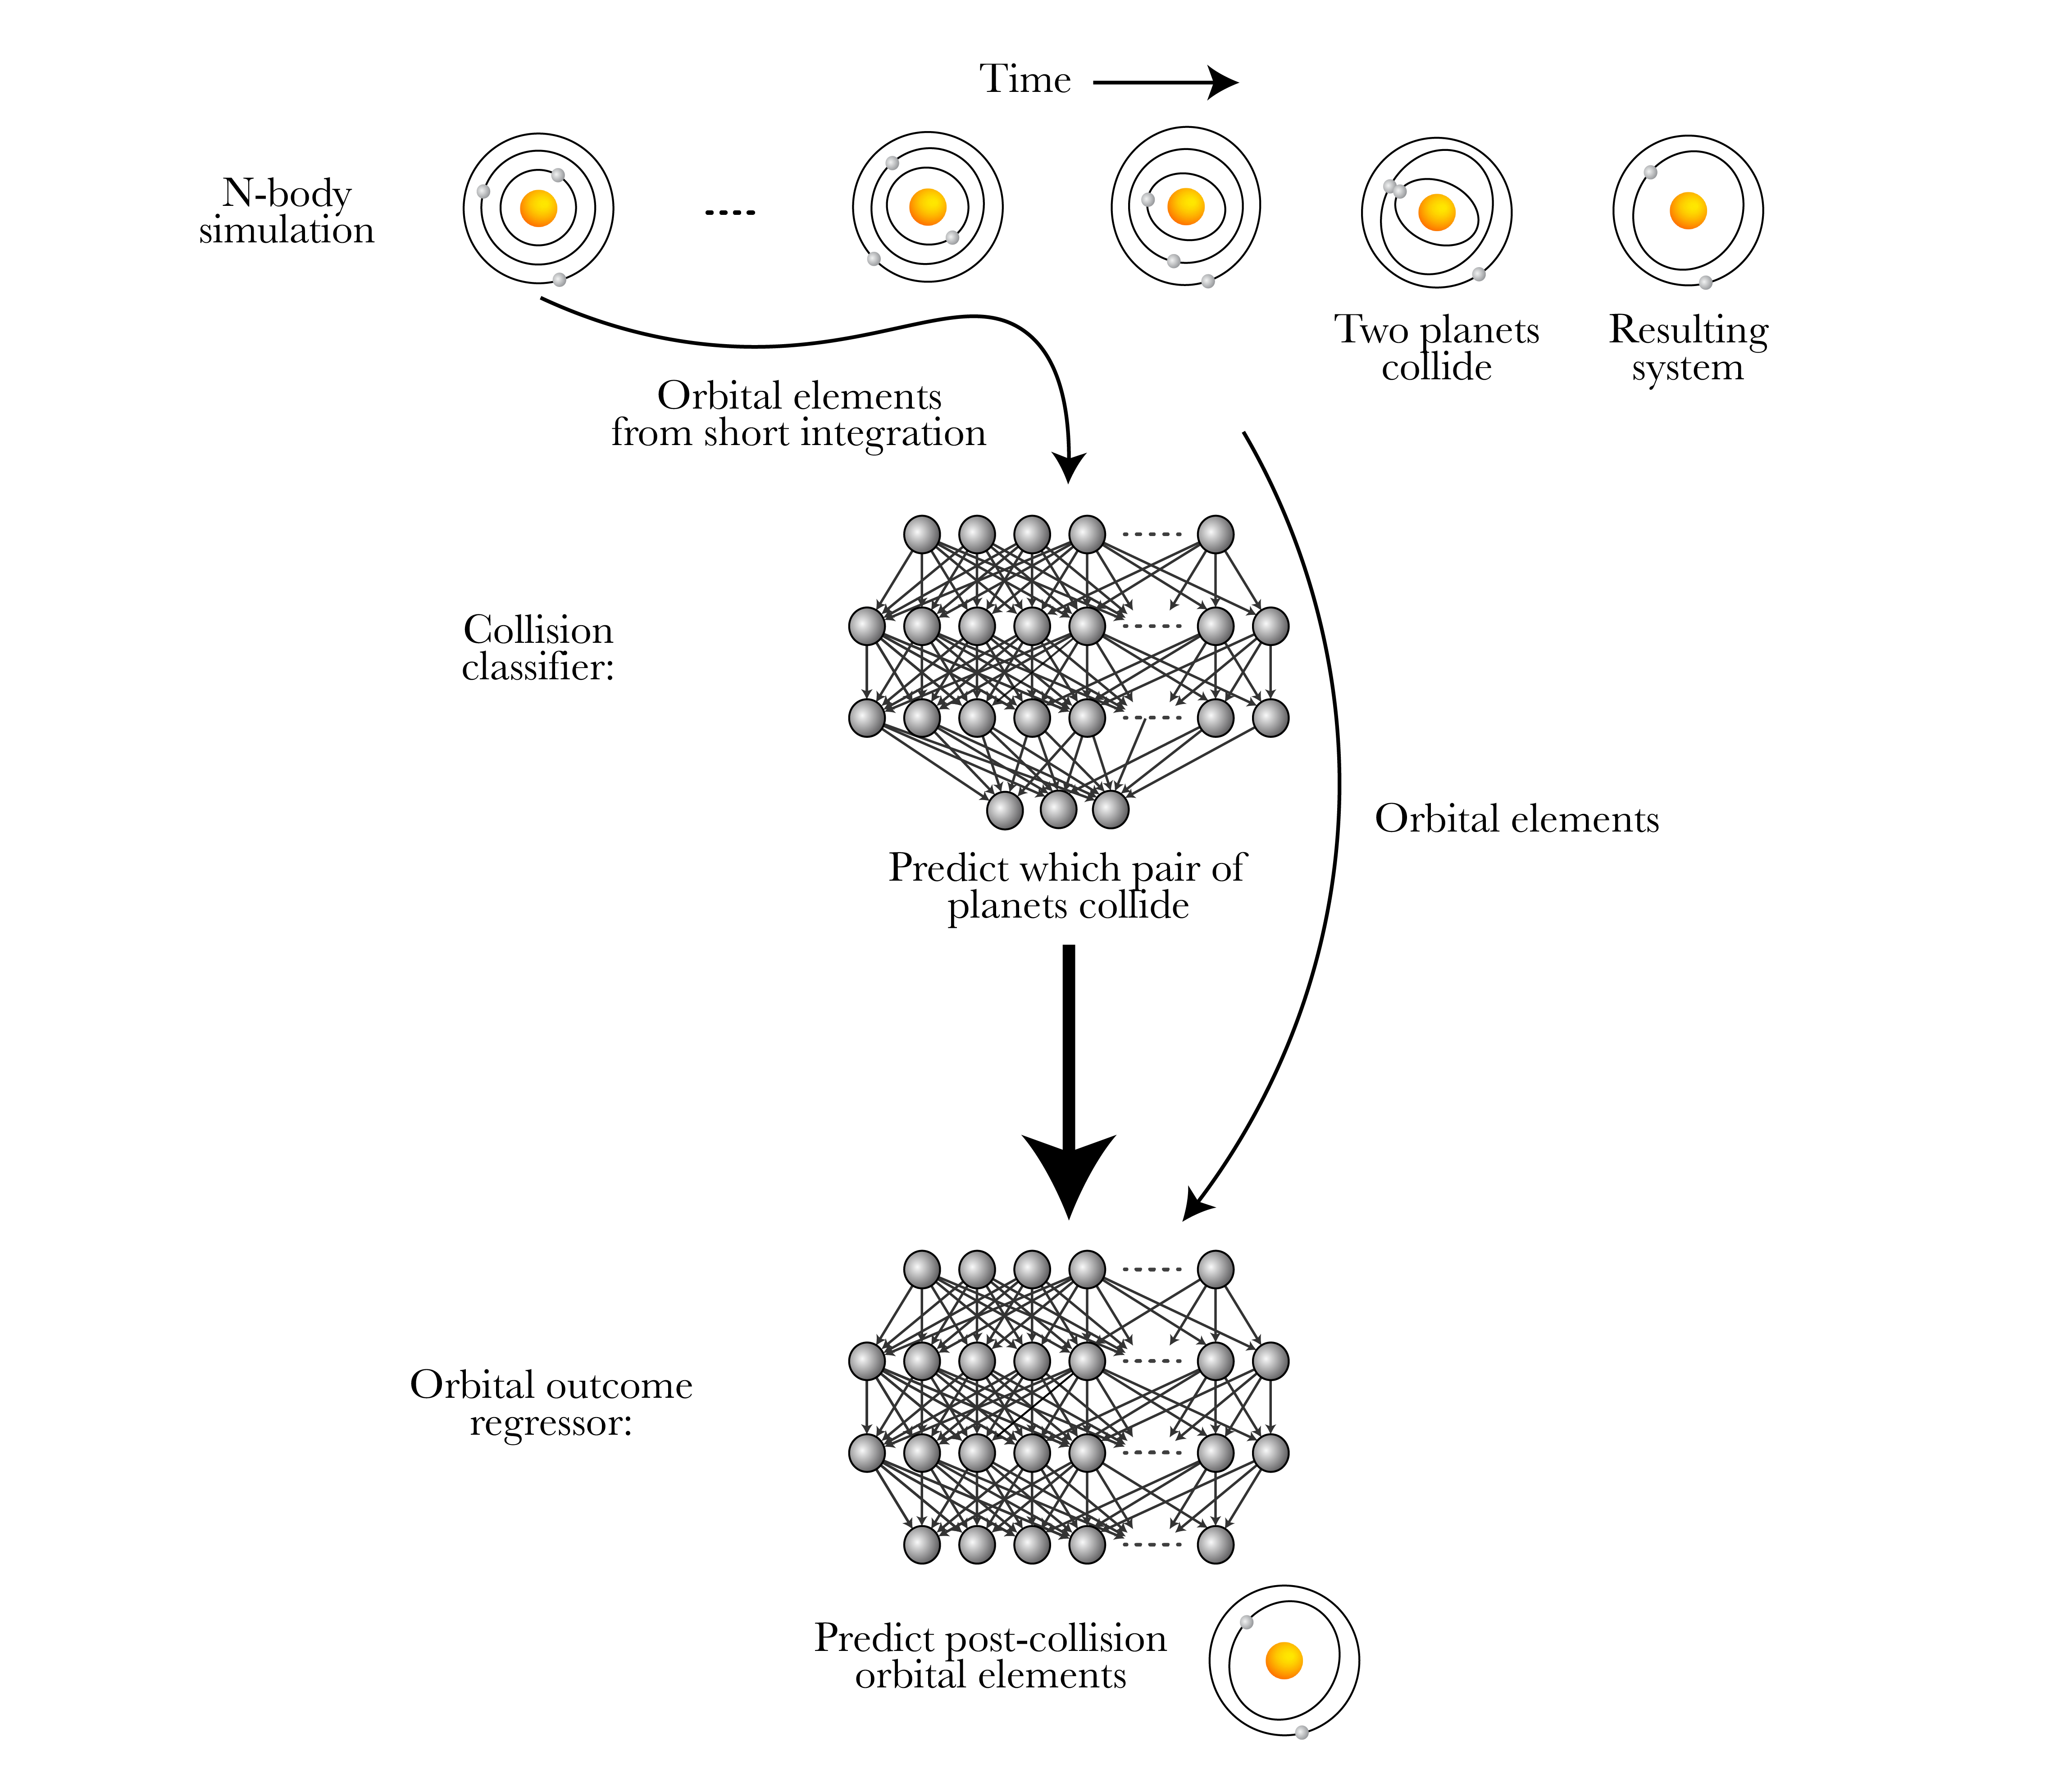 Time
N-body
simulation
Two planets
collide
Resulting
system
Orbital elements
from short integration
Collision
classifier:
Orbital elements
Predict which pair of
planets collide
Orbital outcome
regressor:
Predict post-collision
orbital elements